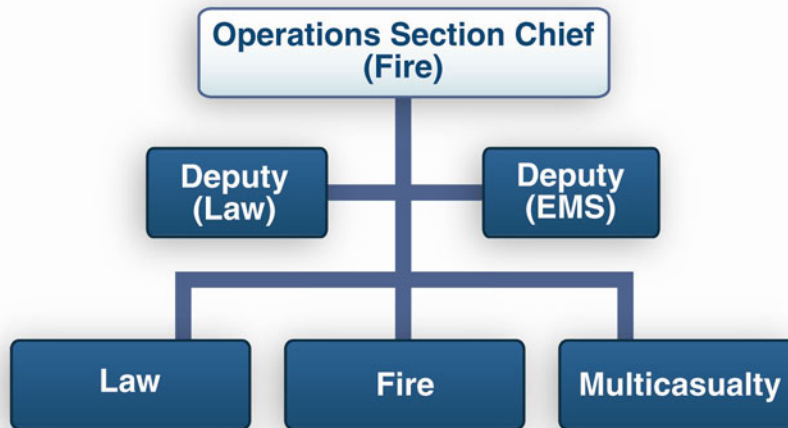 Operations Section Chief
(Fire)
Deputy
(Law)
Deputy
(EMS)
Law
Fire
Multicasualty